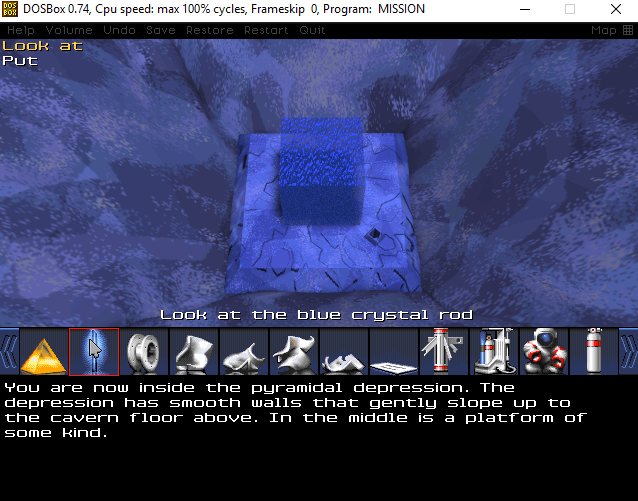 DOS
BOX
DOSBox 0.74, Cpu speed: max 100% cycles, Frameskip 0, Program: MISSION
Help Volume Undo Save Restore Restart Quit Map
Look at
Put
Look at the blue crystal rod
You are now inside the pyramidal depression. The
depression has smooth walls that gently slope up to
the cavern floor above. In the middle is a platform of
some kind.